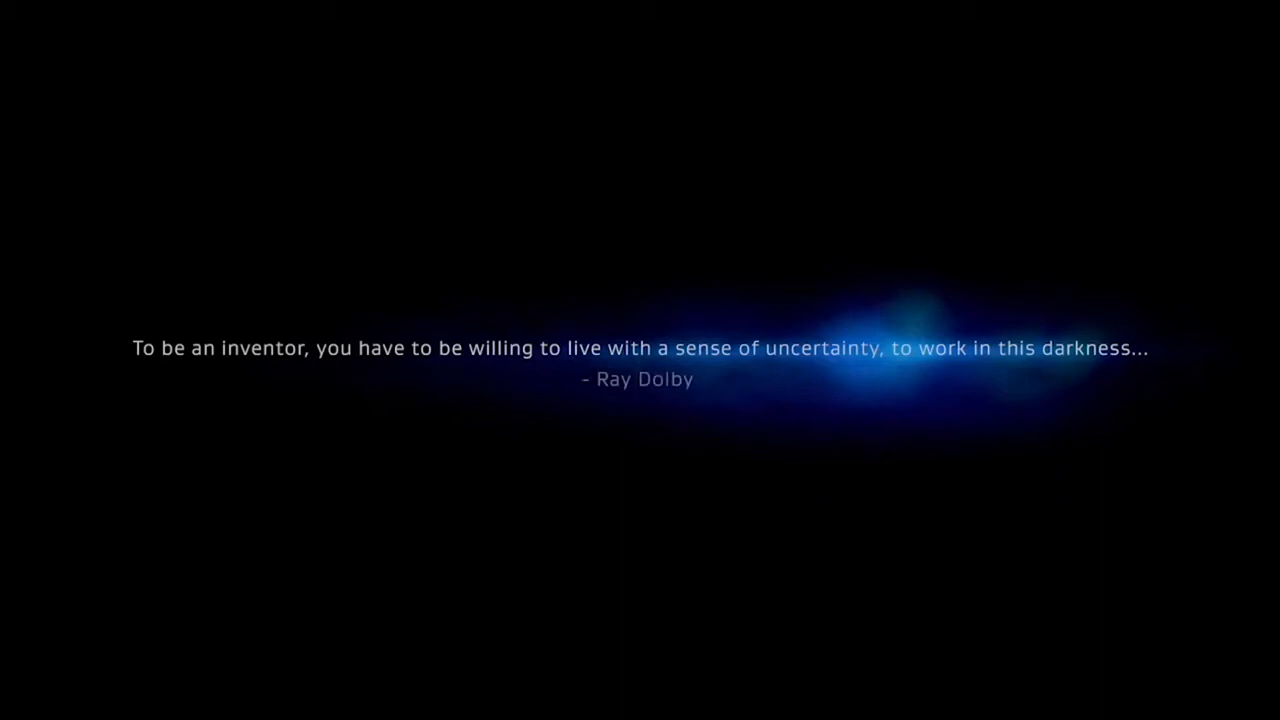 To be an inventor, you have to be willing to live with a sense of uncertainty, to work in this darkness...
- Ray Dolby